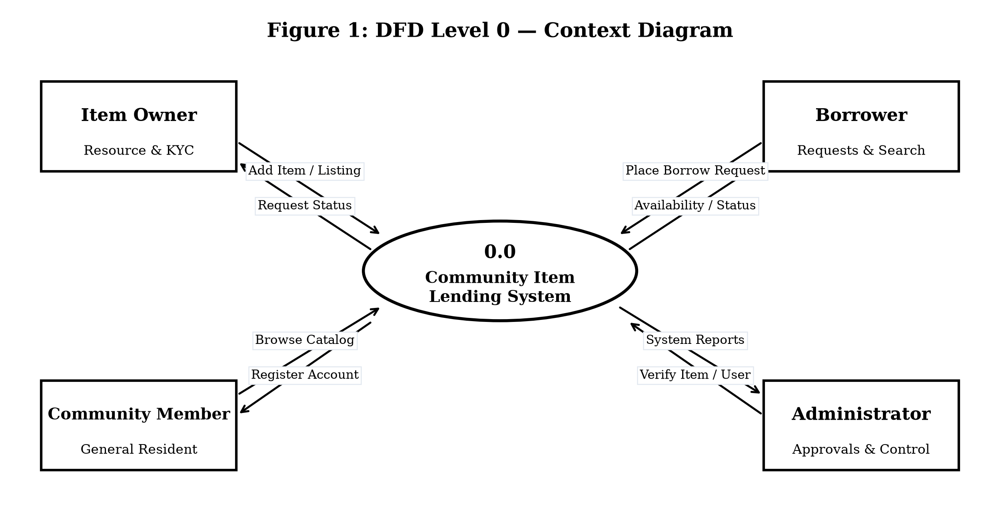 Figure 1: DFD Level 0 — Context Diagram
Item Owner
Resource & KYC
Borrower
Requests & Search
Add Item / Listing
Request Status
Place Borrow Request
Availability / Status
0.0
Community Item
Lending System
Browse Catalog
Register Account
System Reports
Verify Item / User
Community Member
General Resident
Administrator
Approvals & Control